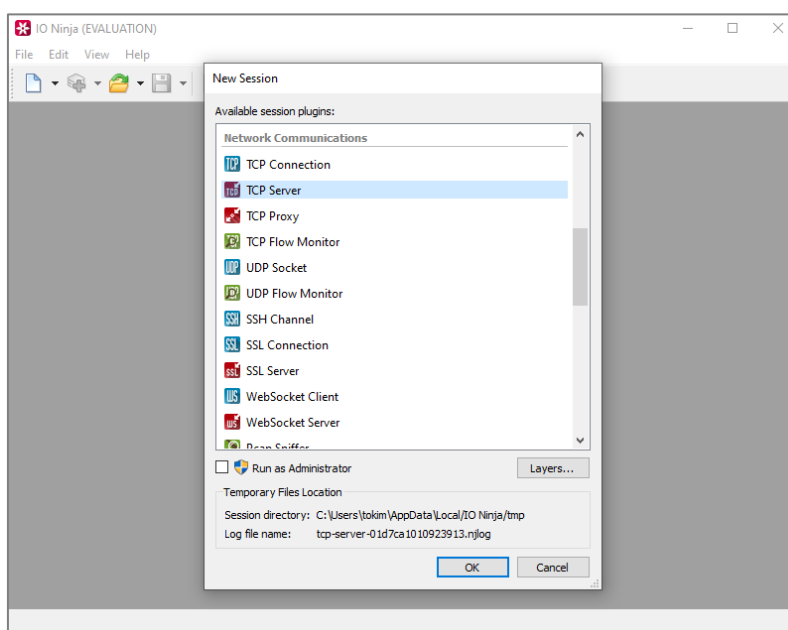 IO Ninja (EVALUATION)
File Edit View Help
New Session
Available session plugins:
Network Communications
TCP Connection
TCP Server
TCP Proxy
TCP Flow Monitor
UDP Socket
UDP Flow Monitor
SSH Channel
SSL Connection
SSL Server
WebSocket Client
WebSocket Server
Pcap Sniffer
Run as Administrator
Layers...
Temporary Files Location
Session directory: C:\Users\tokim\AppData\Local/IO Ninja/tmp
Log file name: tcp-server-01d7ca1010923913.njlog
OK Cancel